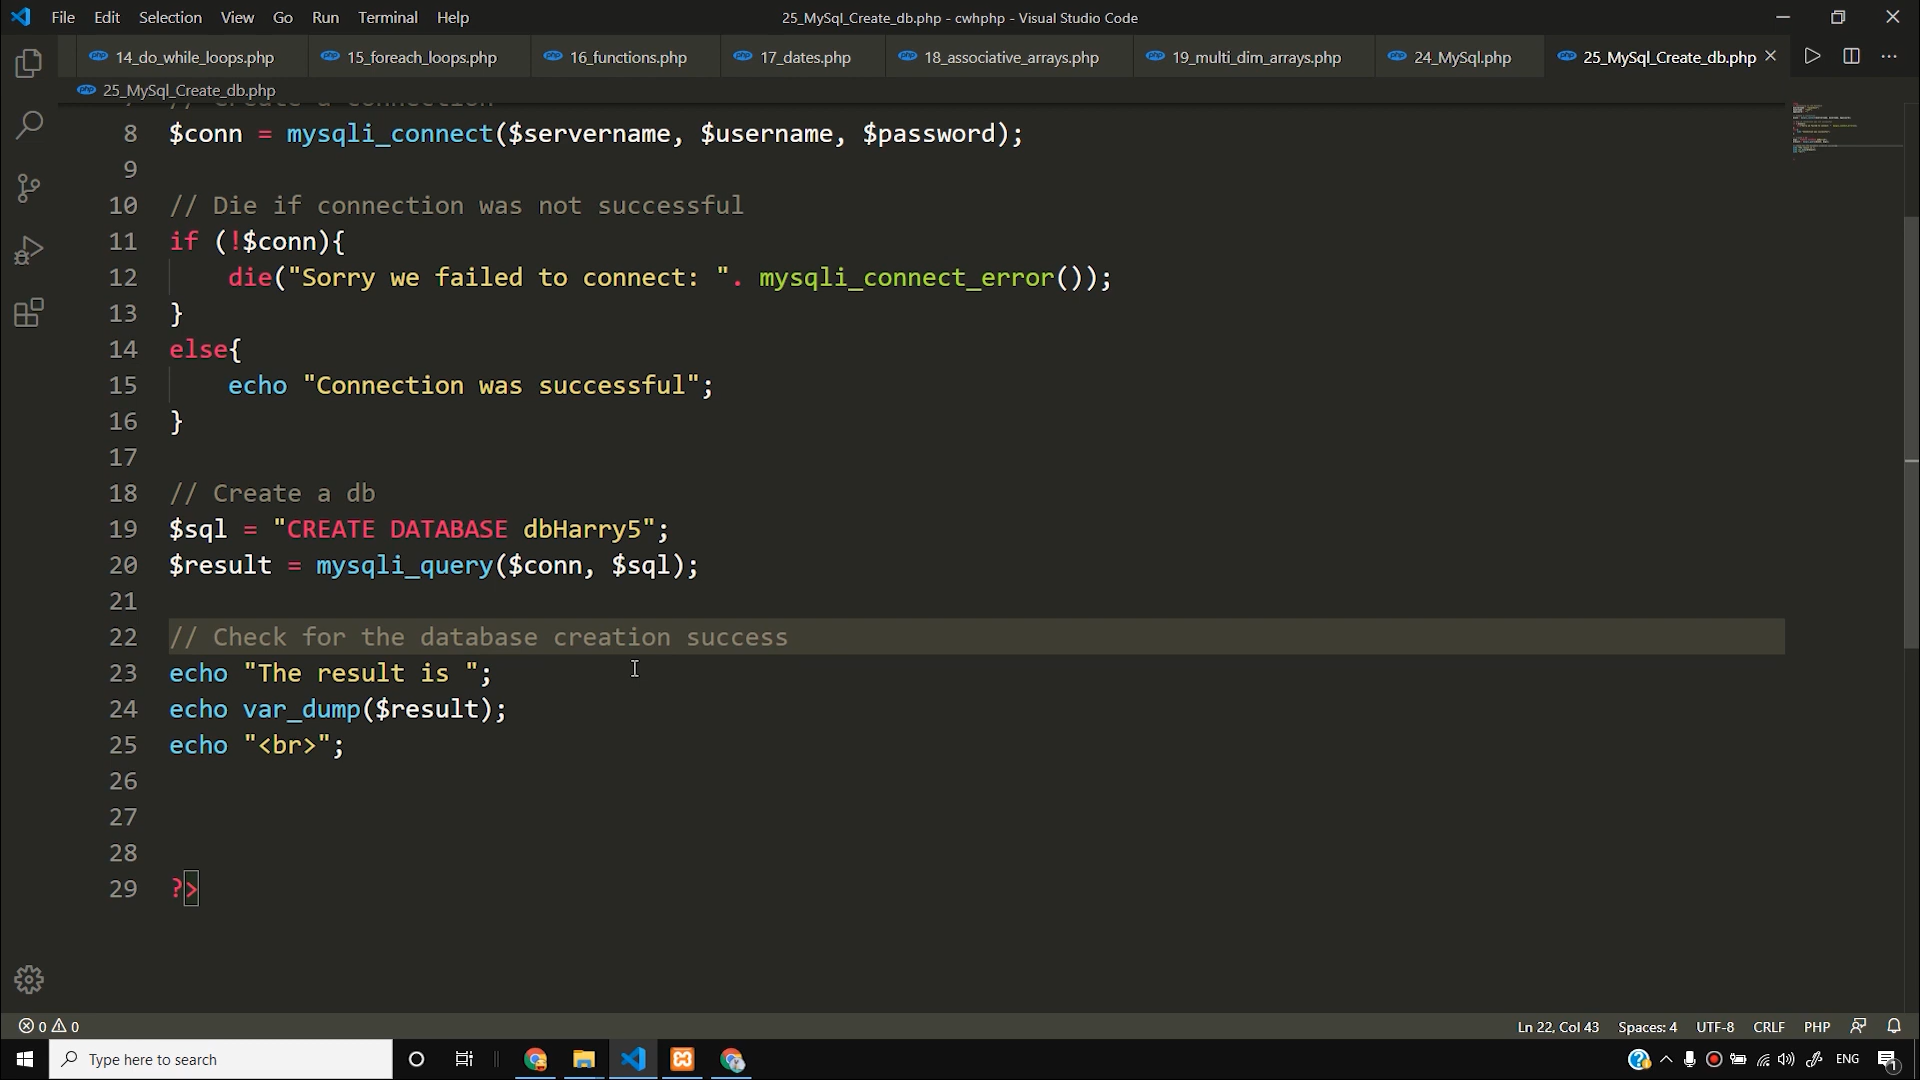 File Edit Selection View Go Run Terminal Help
25_MySql_Create_db.php - cwhphp - Visual Studio Code
14_do_while_loops.php 15_foreach_loops.php 16_functions.php 17_dates.php 18_associative_arrays.php 19_multi_dim_arrays.php 24_MySql.php 25_MySql_Create_db.php
25_MySql_Create_db.php
7 // Create a connection
8 $conn = mysqli_connect($servername, $username, $password);
9
10 // Die if connection was not successful
11 if (!$conn){
12 die("Sorry we failed to connect: ". mysqli_connect_error());
13 }
14 else{
15 echo "Connection was successful";
16 }
17
18 // Create a db
19 $sql = "CREATE DATABASE dbHarry5";
20 $result = mysqli_query($conn, $sql);
21
22 // Check for the database creation success
23 echo "The result is ";
24 echo var_dump($result);
25 echo "<br>";
26
27
28
29 ?>
0 0
Ln 22, Col 43 Spaces: 4 UTF-8 CRLF PHP
Type here to search
ENG
1